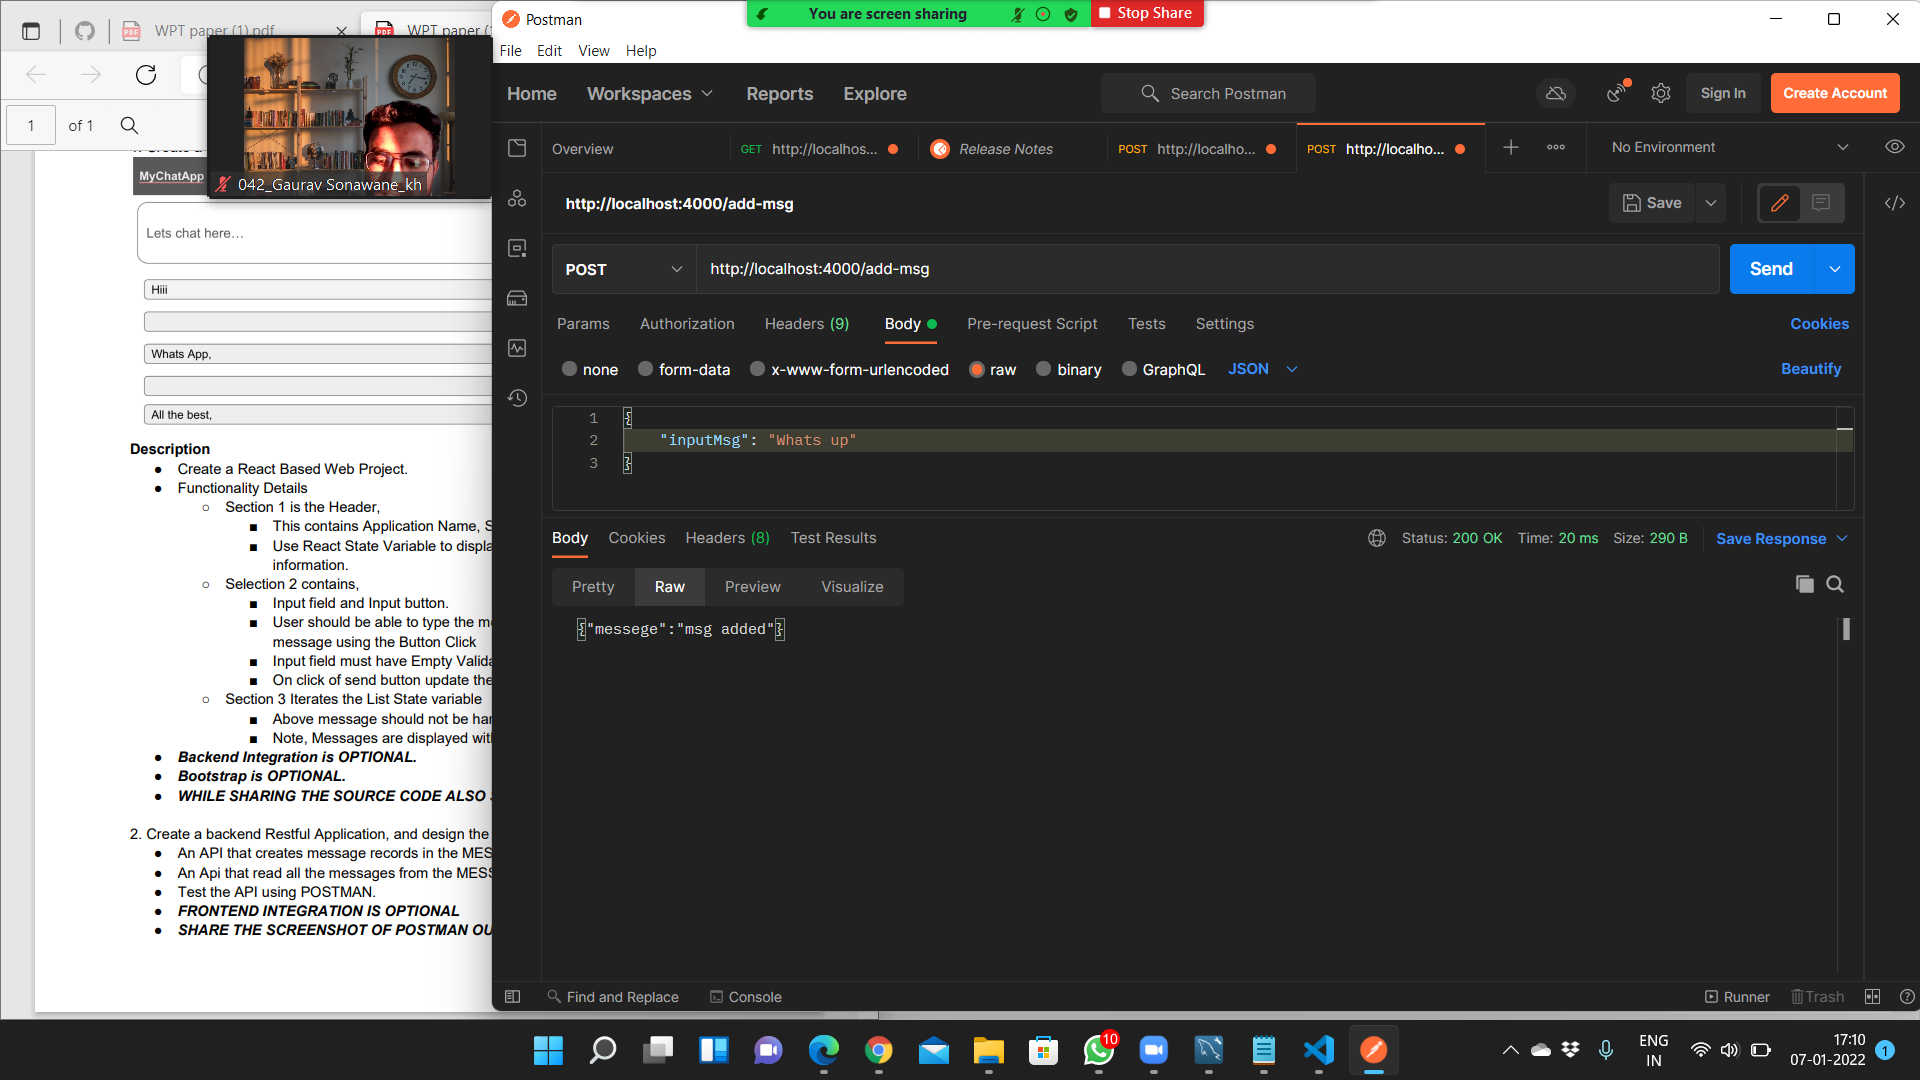 WPT paper (1).pdf
WPT paper (1
1
of 1
MyChatApp
Lets chat here…
Hiii
Whats App,
All the best,
Description
● Create a React Based Web Project.
● Functionality Details
○ Section 1 is the Header,
■ This contains Application Name, S
■ Use React State Variable to displa
information.
○ Selection 2 contains,
■ Input field and Input button.
■ User should be able to type the me
message using the Button Click
■ Input field must have Empty Valida
■ On click of send button update the
○ Section 3 Iterates the List State variable
■ Above message should not be har
■ Note, Messages are displayed with
● Backend Integration is OPTIONAL.
● Bootstrap is OPTIONAL.
● WHILE SHARING THE SOURCE CODE ALSO S
2. Create a backend Restful Application, and design the
● An API that creates message records in the MESS
● An Api that read all the messages from the MESS
● Test the API using POSTMAN.
● FRONTEND INTEGRATION IS OPTIONAL
● SHARE THE SCREENSHOT OF POSTMAN OU
042_Gaurav Sonawane_kh
You are screen sharing
Stop Share
Postman
File Edit View Help
Home Workspaces Reports Explore
Search Postman
Sign In
Create Account
Overview
GET http://localhos...
Release Notes
POST http://localho...
POST http://localho...
No Environment
http://localhost:4000/add-msg
Save
POST
http://localhost:4000/add-msg
Send
Params Authorization Headers (9) Body Pre-request Script Tests Settings
Cookies
none form-data x-www-form-urlencoded raw binary GraphQL JSON
Beautify
1 {
2 "inputMsg": "Whats up"
3 }
Body Cookies Headers (8) Test Results
Status: 200 OK Time: 20 ms Size: 290 B Save Response
Pretty Raw Preview Visualize
{"messege":"msg added"}
Find and Replace Console
Runner Trash
10
ENG
IN
17:10
07-01-2022
1